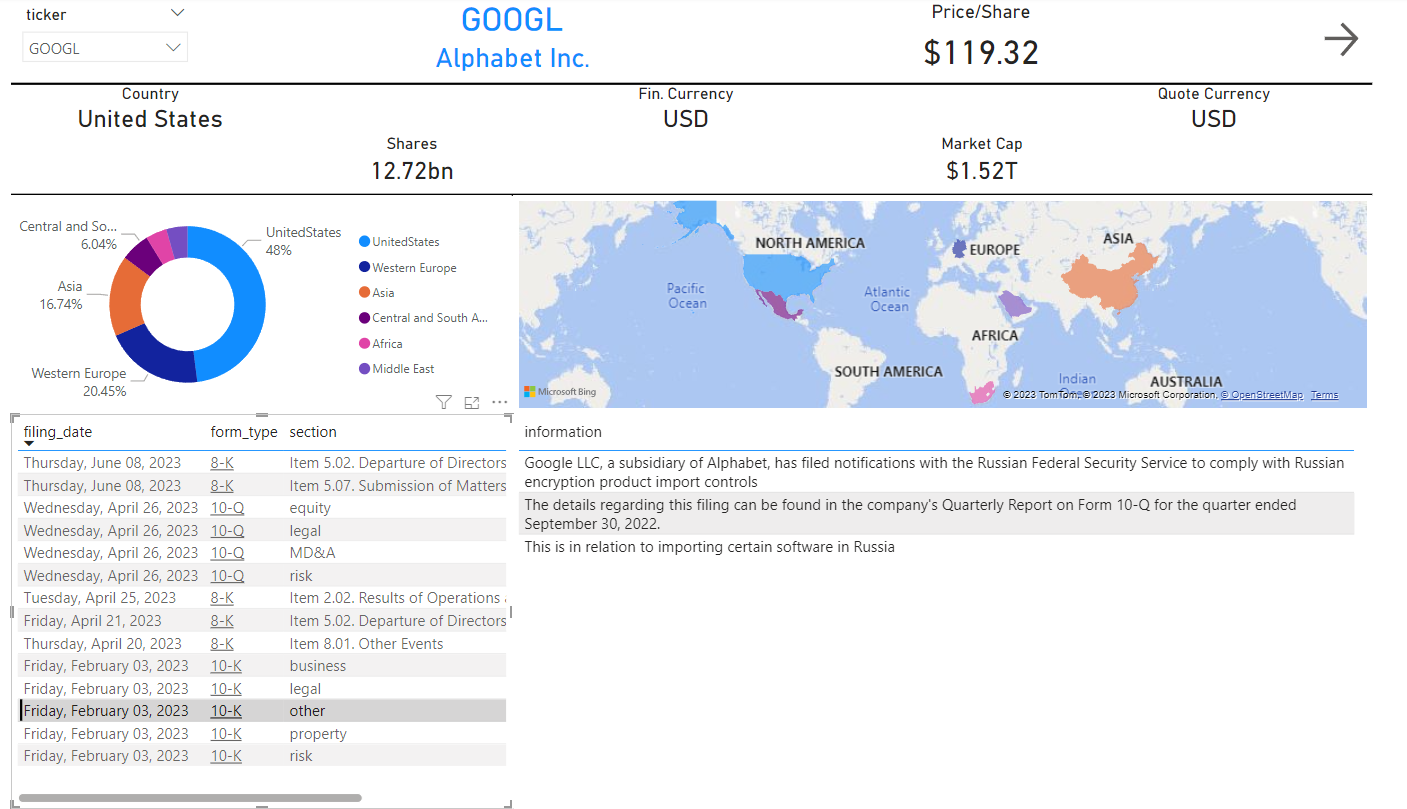 ticker
GOOGL
GOOGL
Alphabet Inc.
Price/Share
$119.32
Country
United States
Fin. Currency
USD
Quote Currency
USD
Shares
12.72bn
Market Cap
$1.52T
Central and So...
6.04%
Asia
16.74%
Western Europe
20.45%
UnitedStates
48%
UnitedStates
Western Europe
Asia
Central and South A...
Africa
Middle East
NORTH AMERICA
EUROPE
ASIA
Pacific
Ocean
Atlantic
Ocean
AFRICA
SOUTH AMERICA
Indian
AUSTRALIA
Microsoft Bing
© 2023 TomTom, © 2023 Microsoft Corporation, © OpenStreetMap Terms
filing_date form_type section
Thursday, June 08, 2023 8-K Item 5.02. Departure of Directors
Thursday, June 08, 2023 8-K Item 5.07. Submission of Matters
Wednesday, April 26, 2023 10-Q equity
Wednesday, April 26, 2023 10-Q legal
Wednesday, April 26, 2023 10-Q MD&A
Wednesday, April 26, 2023 10-Q risk
Tuesday, April 25, 2023 8-K Item 2.02. Results of Operations
Friday, April 21, 2023 8-K Item 5.02. Departure of Directors
Thursday, April 20, 2023 8-K Item 8.01. Other Events
Friday, February 03, 2023 10-K business
Friday, February 03, 2023 10-K legal
Friday, February 03, 2023 10-K other
Friday, February 03, 2023 10-K property
Friday, February 03, 2023 10-K risk
information
Google LLC, a subsidiary of Alphabet, has filed notifications with the Russian Federal Security Service to comply with Russian
encryption product import controls
The details regarding this filing can be found in the company's Quarterly Report on Form 10-Q for the quarter ended
September 30, 2022.
This is in relation to importing certain software in Russia